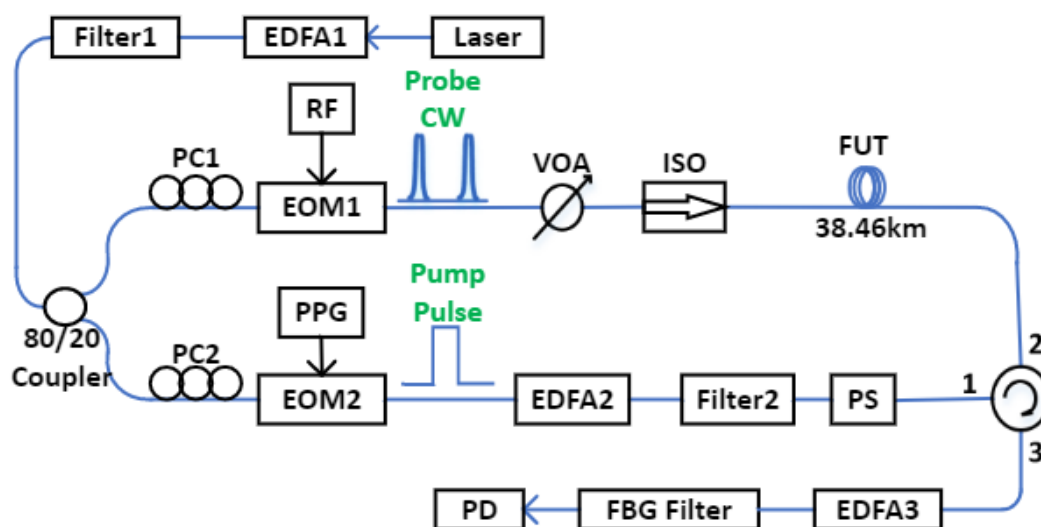 Filter1
EDFA1
Laser
Probe
CW
RF
PC1
EOM1
VOA
ISO
FUT
38.46km
80/20
Coupler
Pump
Pulse
PPG
PC2
EOM2
EDFA2
Filter2
PS
1
2
3
PD
FBG Filter
EDFA3